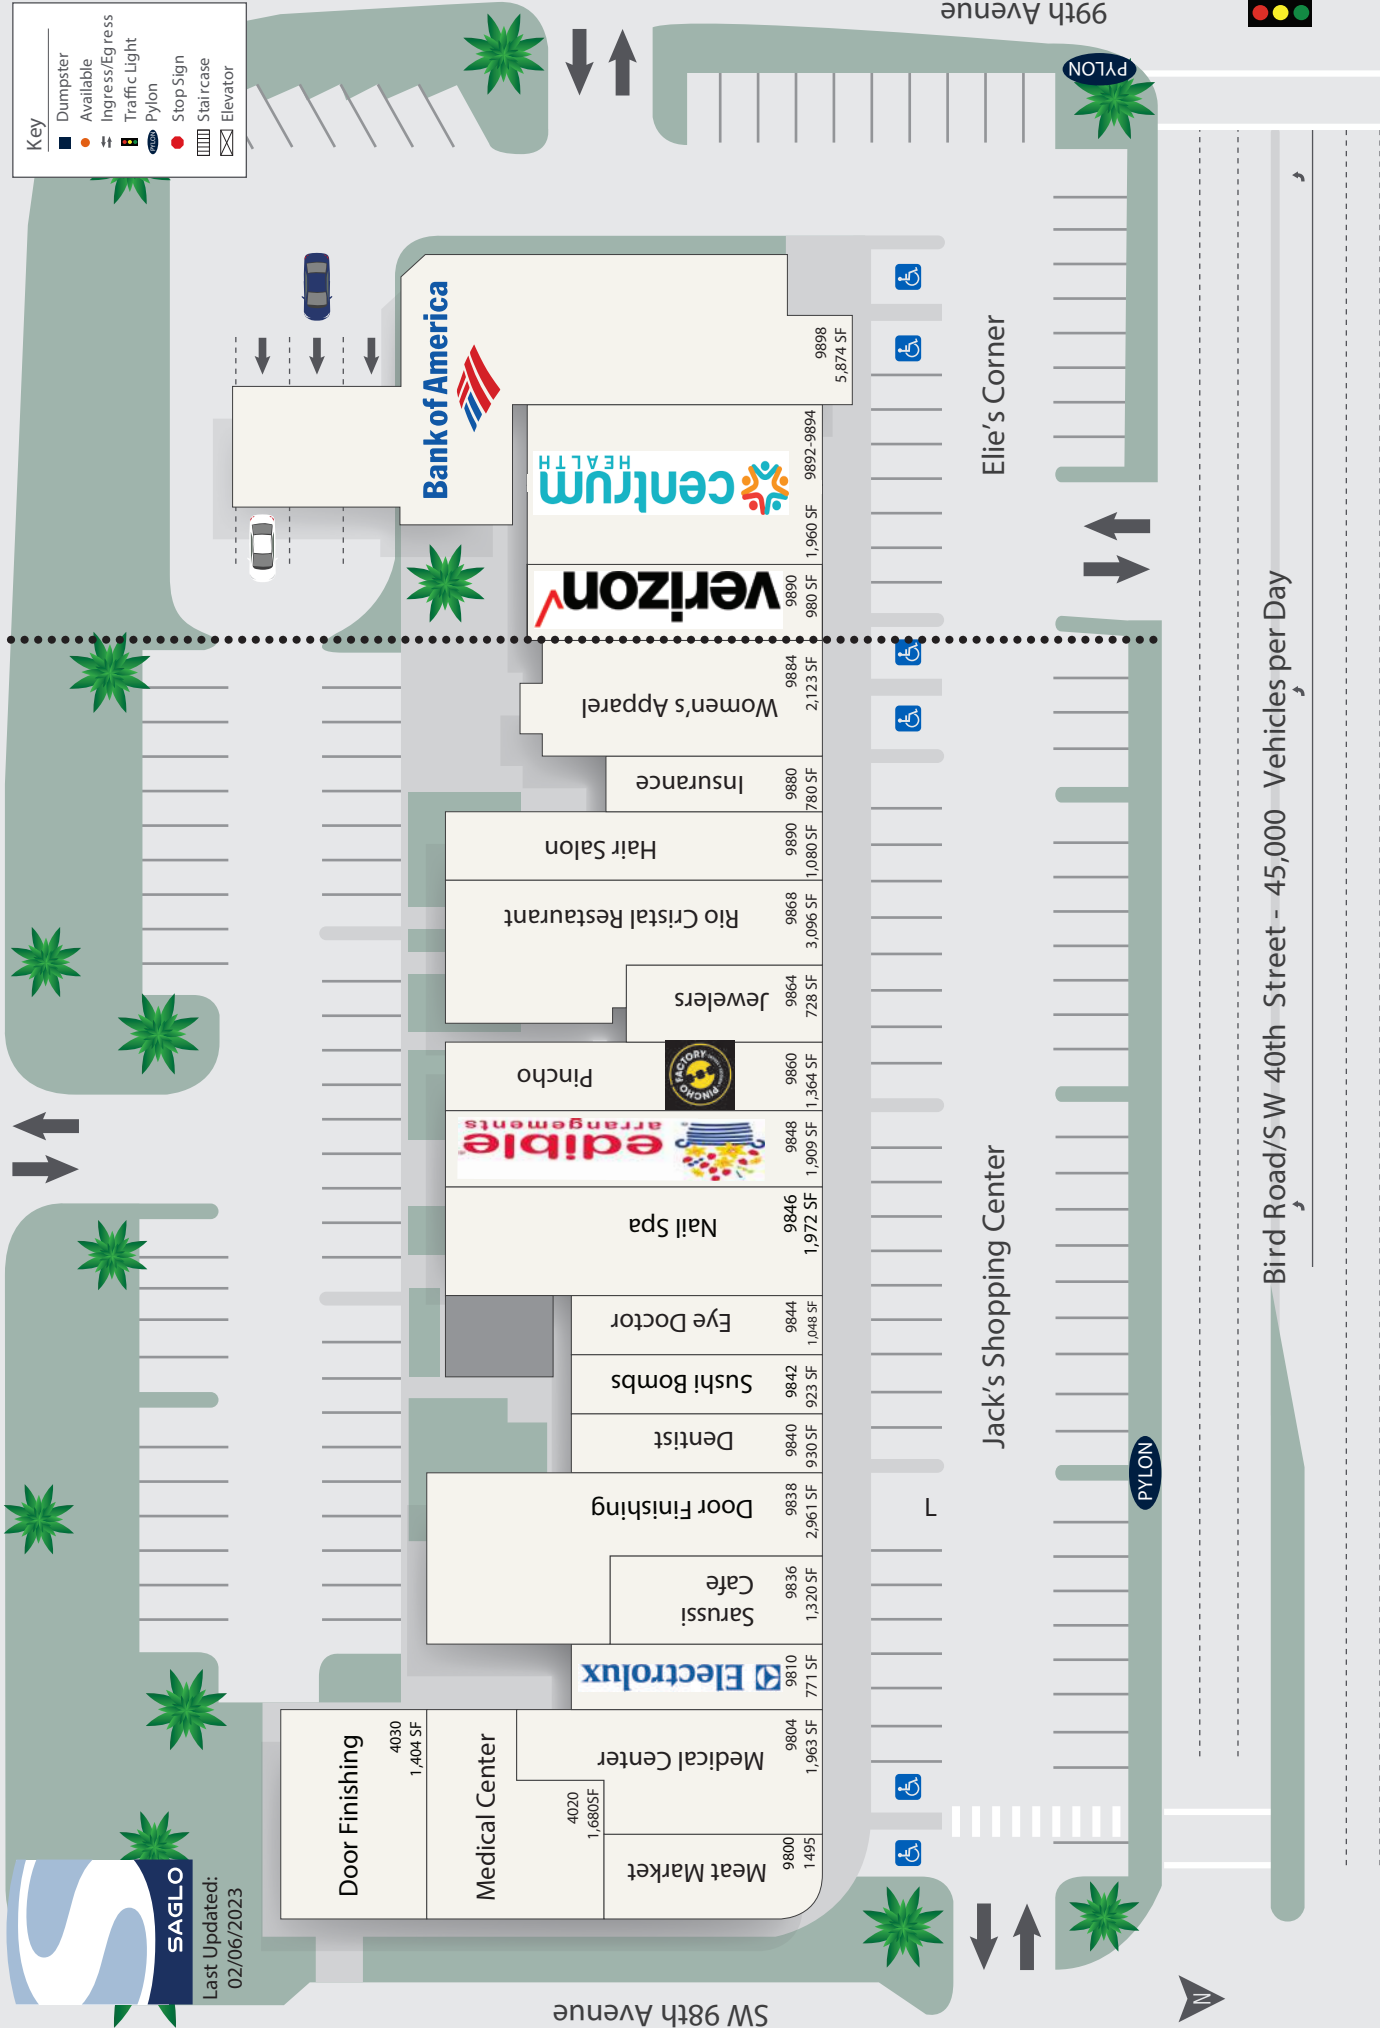 99th Avenue
Key
Dumpster
Available
Ingress/Egress
Traffic Light
PYLON
Pylon
Stop Sign
Staircase
Elevator
PYLON
Bank of America
9898
5,874 SF
centrum
HEALTH
9892-9894
1,960 SF
verizon
9890
980 SF
Elie's Corner
Women's Apparel
9884
2,123 SF
Insurance
9880
780 SF
Hair Salon
9890
1,080 SF
Rio Cristal Restaurant
9868
3,096 SF
Jewelers
9864
728 SF
Pincho
PINCHO FACTORY
9860
1,364 SF
edible
arrangements
9848
1,909 SF
Nail Spa
9846
1,972 SF
Eye Doctor
9844
1,048 SF
Sushi Bombs
9842
923 SF
Dentist
9840
930 SF
Door Finishing
9838
2,961 SF
Sarussi
Cafe
9836
1,320 SF
Electrolux
9810
771 SF
Medical Center
9804
1,963 SF
Meat Market
9800
1495
Door Finishing
4030
1,404 SF
Medical Center
4020
1,680SF
L
Jack's Shopping Center
PYLON
Bird Road/SW 40th Street - 45,000 Vehicles per Day
SAGLO
Last Updated:
02/06/2023
SW 98th Avenue
N